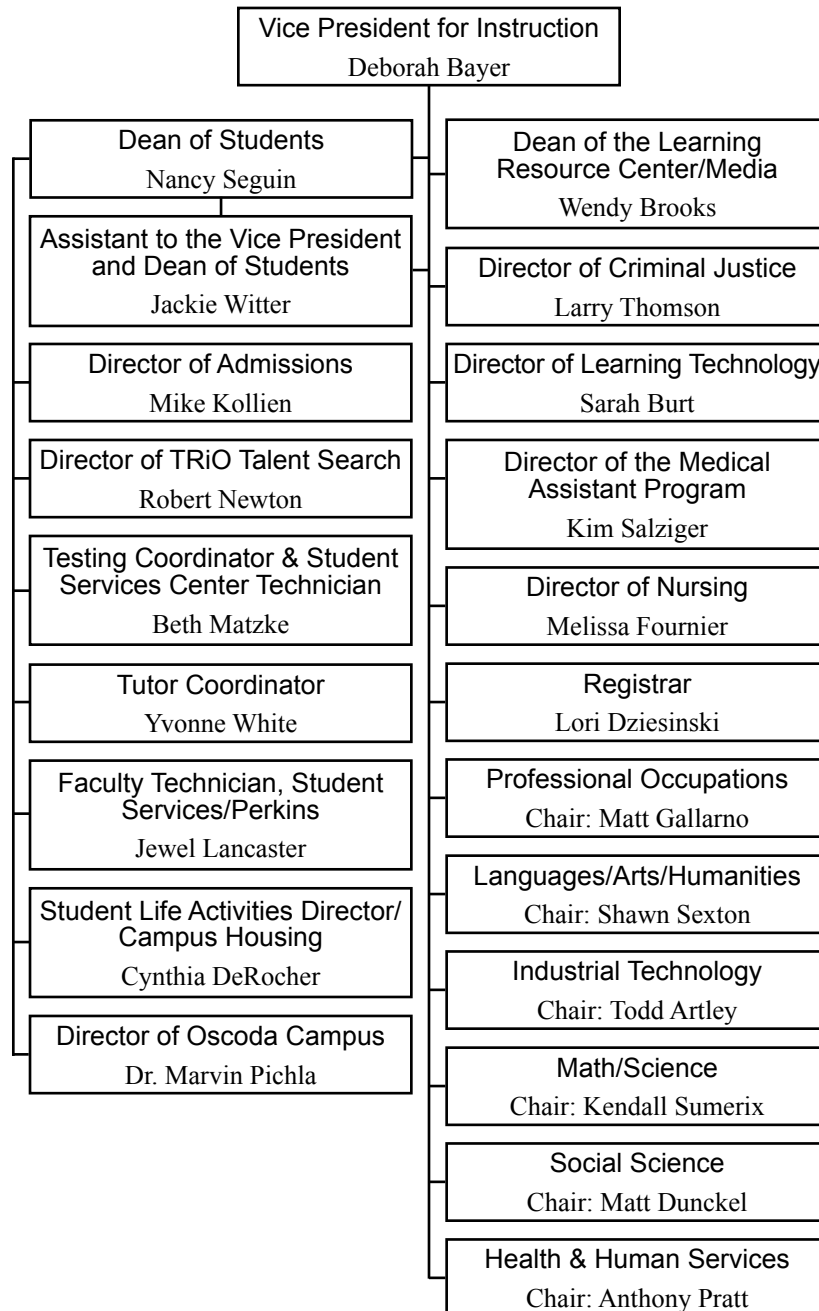 Vice President for Instruction
Deborah Bayer
Dean of Students
Nancy Seguin
Assistant to the Vice President
and Dean of Students
Jackie Witter
Director of Admissions
Mike Kollien
Director of TRiO Talent Search
Robert Newton
Testing Coordinator & Student
Services Center Technician
Beth Matzke
Tutor Coordinator
Yvonne White
Faculty Technician, Student
Services/Perkins
Jewel Lancaster
Student Life Activities Director/
Campus Housing
Cynthia DeRocher
Director of Oscoda Campus
Dr. Marvin Pichla
Dean of the Learning
Resource Center/Media
Wendy Brooks
Director of Criminal Justice
Larry Thomson
Director of Learning Technology
Sarah Burt
Director of the Medical
Assistant Program
Kim Salziger
Director of Nursing
Melissa Fournier
Registrar
Lori Dziesinski
Professional Occupations
Chair: Matt Gallarno
Languages/Arts/Humanities
Chair: Shawn Sexton
Industrial Technology
Chair: Todd Artley
Math/Science
Chair: Kendall Sumerix
Social Science
Chair: Matt Dunckel
Health & Human Services
Chair: Anthony Pratt